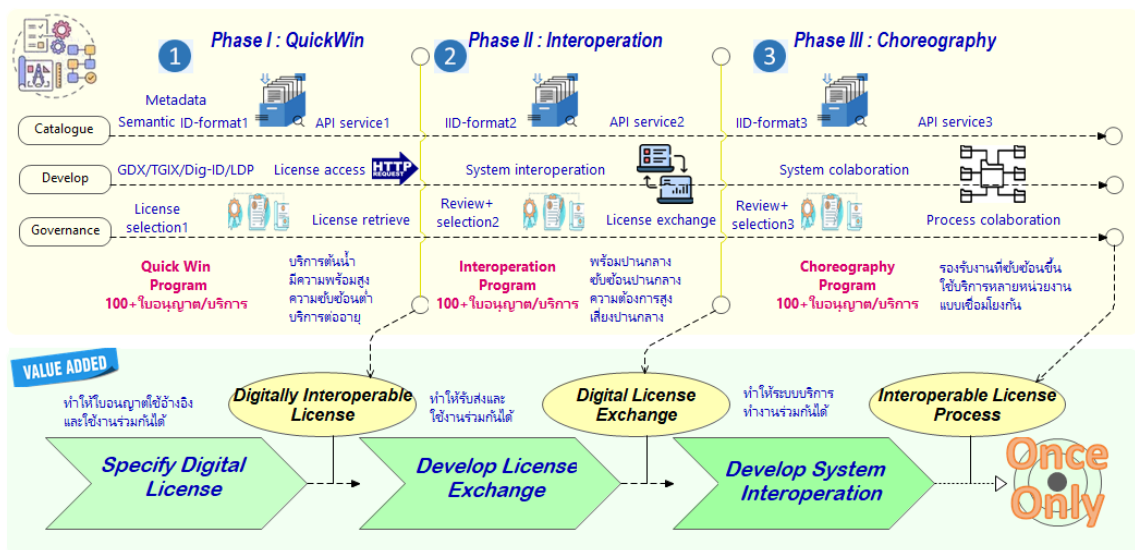 1
Phase I : QuickWin
2
Phase II : Interoperation
3
Phase III : Choreography
Catalogue
Metadata
Semantic ID-format1
API service1
IID-format2
API service2
IID-format3
API service3
Develop
GDX/TGIX/Dig-ID/LDP
License access
HTTP
REQUEST
System interoperation
System colaboration
Governance
License
selection1
License retrieve
Review+
selection2
License exchange
Review+
selection3
Process colaboration
Quick Win
Program
100+ใบอนุญาต/บริการ
บริการต้นน้ำ
มีความพร้อมสูง
ความซับซ้อนต่ำ
บริการต่ออายุ
Interoperation
Program
100+ใบอนุญาต/บริการ
พร้อมปานกลาง
ซับซ้อนปานกลาง
ความต้องการสูง
เสี่ยงปานกลาง
Choreography
Program
100+ใบอนุญาต/บริการ
รองรับงานที่ซับซ้อนขึ้น
ใช้บริการหลายหน่วยงาน
แบบเชื่อมโยงกัน
VALUE ADDED
ทำให้ใบอนญาตใช้อ้างอิง
และใช้งานร่วมกันได้
Digitally Interoperable
License
ทำให้รับส่งและ
ใช้งานร่วมกันได้
Digital License
Exchange
ทำให้ระบบบริการ
ทำงานร่วมกันได้
Interoperable License
Process
Specify Digital
License
Develop License
Exchange
Develop System
Interoperation
Once
Only